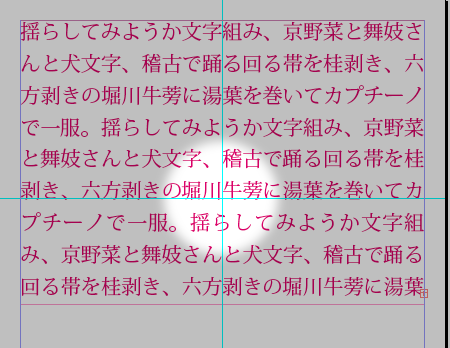 揺らしてみようか文字組み、京野菜と舞妓さ
んと犬文字、稽古で踊る回る帯を桂剥き、六
方剥きの堀川牛蒡に湯葉を巻いてカプチーノ
で一服。揺らしてみようか文字組み、京野菜
と舞妓さんと犬文字、稽古で踊る回る帯を桂
剥き、六方剥きの堀川牛蒡に湯葉を巻いてカ
プチーノで一服。揺らしてみようか文字組
み、京野菜と舞妓さんと犬文字、稽古で踊る
回る帯を桂剥き、六方剥きの堀川牛蒡に湯葉